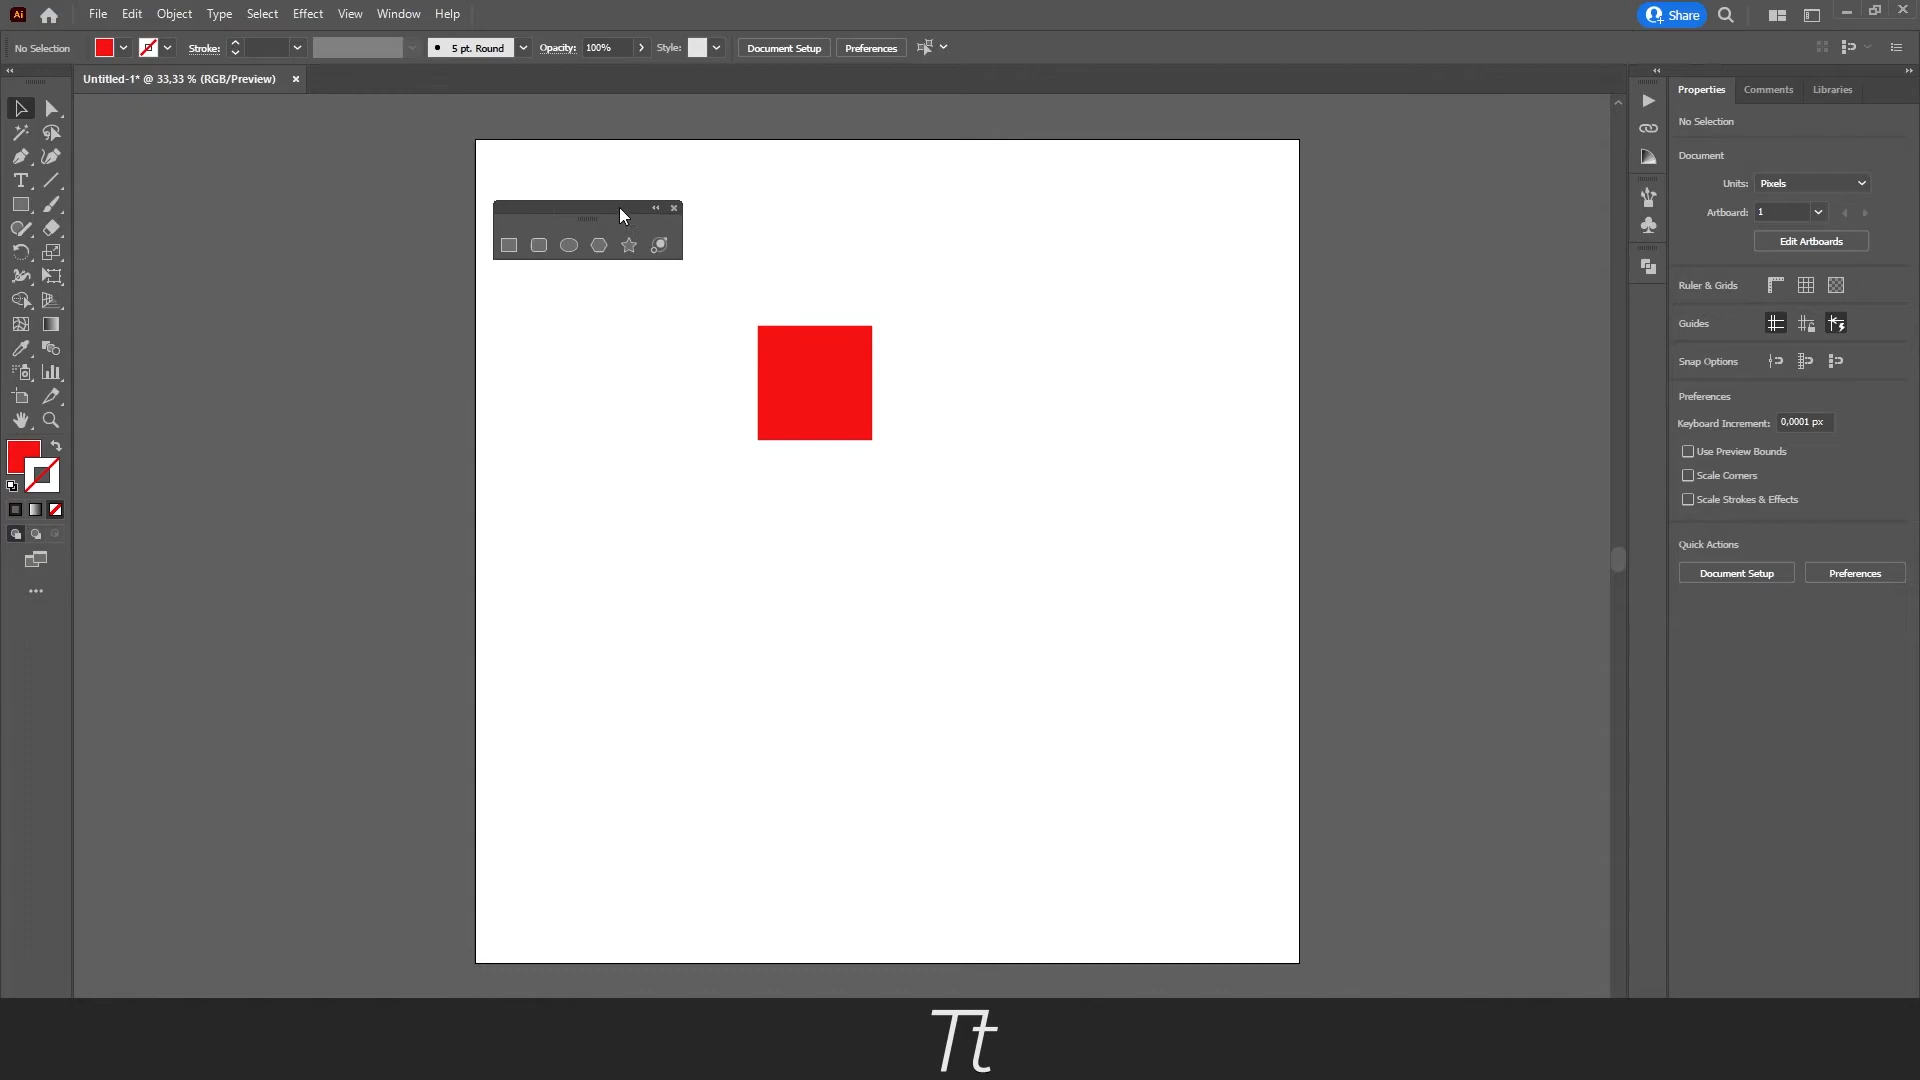 Ai File Edit Object Type Select Effect View Window Help Share
No Selection Stroke: 5 pt. Round Opacity: 100% Style: Document Setup Preferences
Untitled-1* @ 33,33 % (RGB/Preview)
Properties Comments Libraries
No Selection
Document
Units: Pixels
Artboard: 1
Edit Artboards
Ruler & Grids
Guides
Snap Options
Preferences
Keyboard Increment: 0,0001 px
Use Preview Bounds
Scale Corners
Scale Strokes & Effects
Quick Actions
Document Setup Preferences
Tt